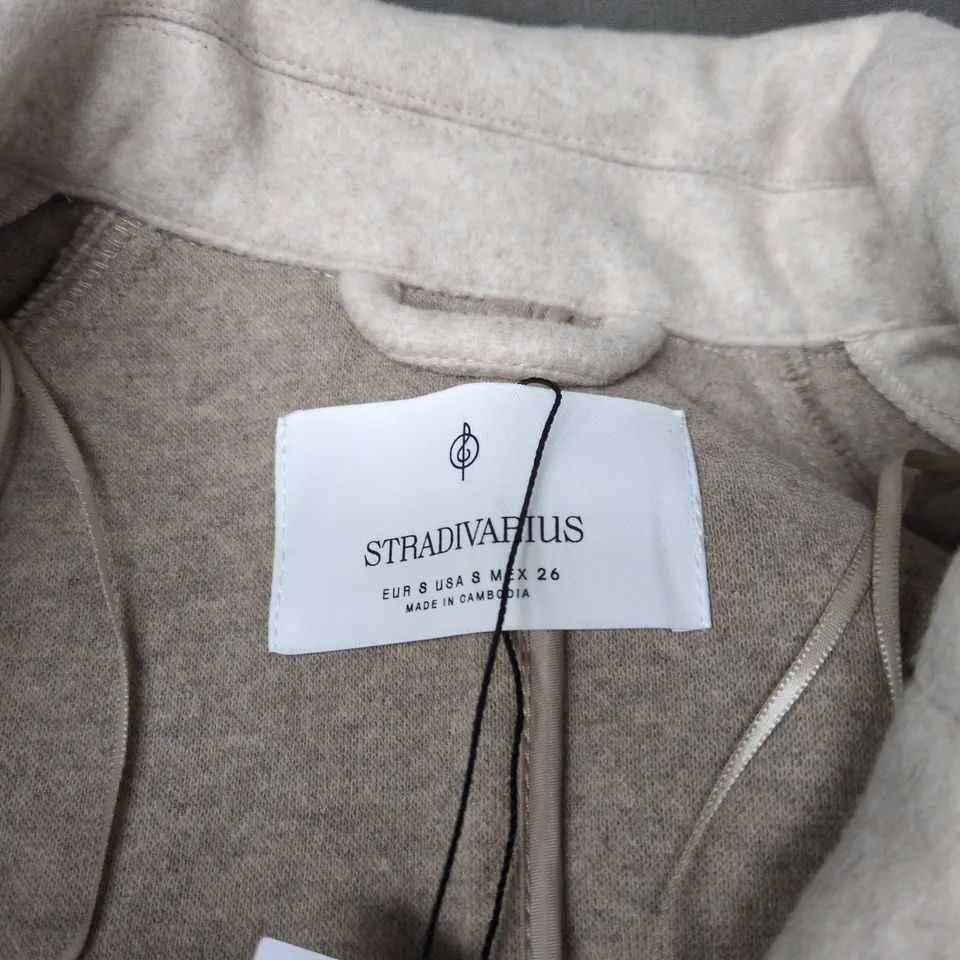 STRADIVARIUS
EUR S USA S MEX 26
MADE IN CAMBODIA